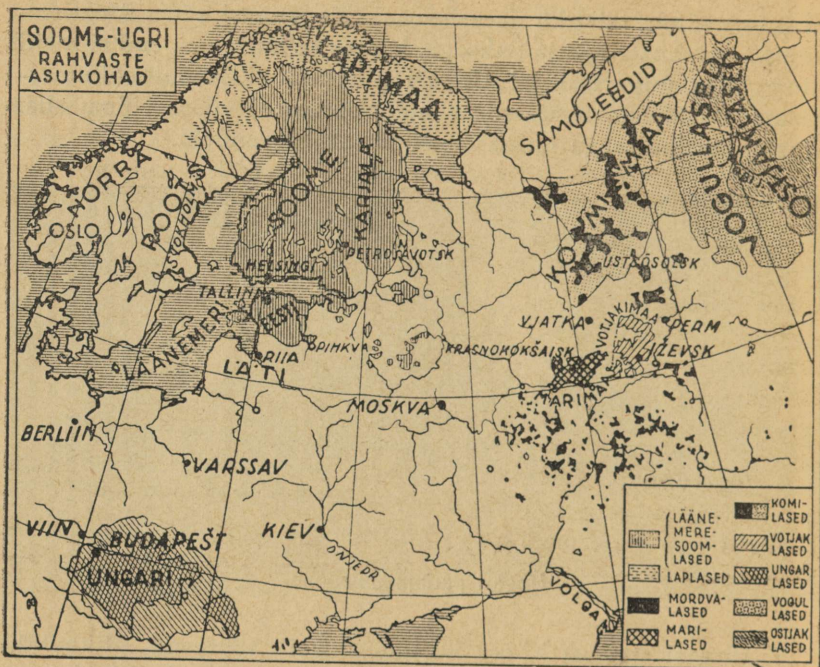 SOOME-UGRI
RAHVASTE
ASUKOHAD
LAPIMAA
SAMOJEEDID
VOGULLASED
OSTJAKLASED
NORRA
OSLO
ROOTSI
STOKHOLM
SOOME
KARJALA
KOMIMAA
HELSINGI
PETROSAVOTSK
USTSÕSOLSK
TALLINN
EESTI
LÄÄNEMERI
RIIA
PIHKVA
LÄTI
VJATKA
VOTJAKIMAA
PERM
KRASNOKOKŠAISK
IŽEVSK
MARIMAA
MOSKVA
BERLIIN
VARSSAV
VIIN
BUDAPEŠT
UNGARI
KIEV
DNJEPR
VOLGA
LÄÄNE-
MERE-
SOOM-
LASED
LAPLASED
MORDVA-
LASED
MARI-
LASED
KOMI-
LASED
VOTJAK
LASED
UNGAR
LASED
VOGUL
LASED
OSTJAK
LASED